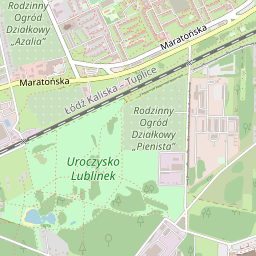 Rodzinny
Ogród
Działkowy
„Azalia"
Maratońska
Maratońska
Łódź Kaliska – Tuplice
Rodzinny
Ogród
Działkowy
„Pienista"
Uroczysko
Lublinek